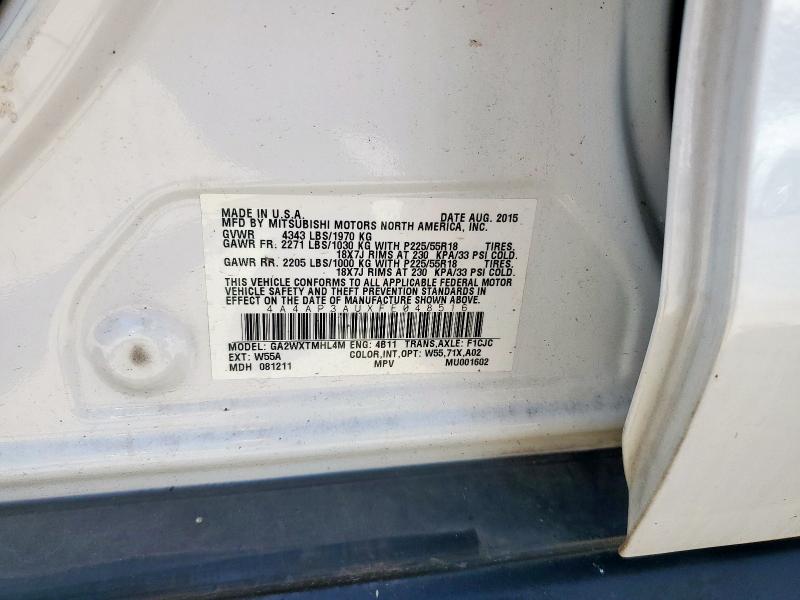 MADE IN U.S.A. DATE AUG. 2015
MFD BY MITSUBISHI MOTORS NORTH AMERICA, INC.
GVWR 4343 LBS/1970 KG
GAWR FR. 2271 LBS/1030 KG WITH P225/55R18 TIRES.
18X7J RIMS AT 230 KPA/33 PSI COLD.
GAWR RR. 2205 LBS/1000 KG WITH P225/55R18 TIRES.
18X7J RIMS AT 230 KPA/33 PSI COLD.
THIS VEHICLE CONFORMS TO ALL APPLICABLE FEDERAL MOTOR
VEHICLE SAFETY AND THEFT PREVENTION STANDARDS IN
EFFECT ON THE DATE OF MANUFACTURE SHOWN ABOVE.
4A4AP3AUXFE048516
MODEL: GA2WXTMHL4M ENG: 4B11 TRANS,AXLE: F1CJC
EXT: W55A COLOR,INT,OPT: W55,71X,A02
MDH 081211 MPV MU001602